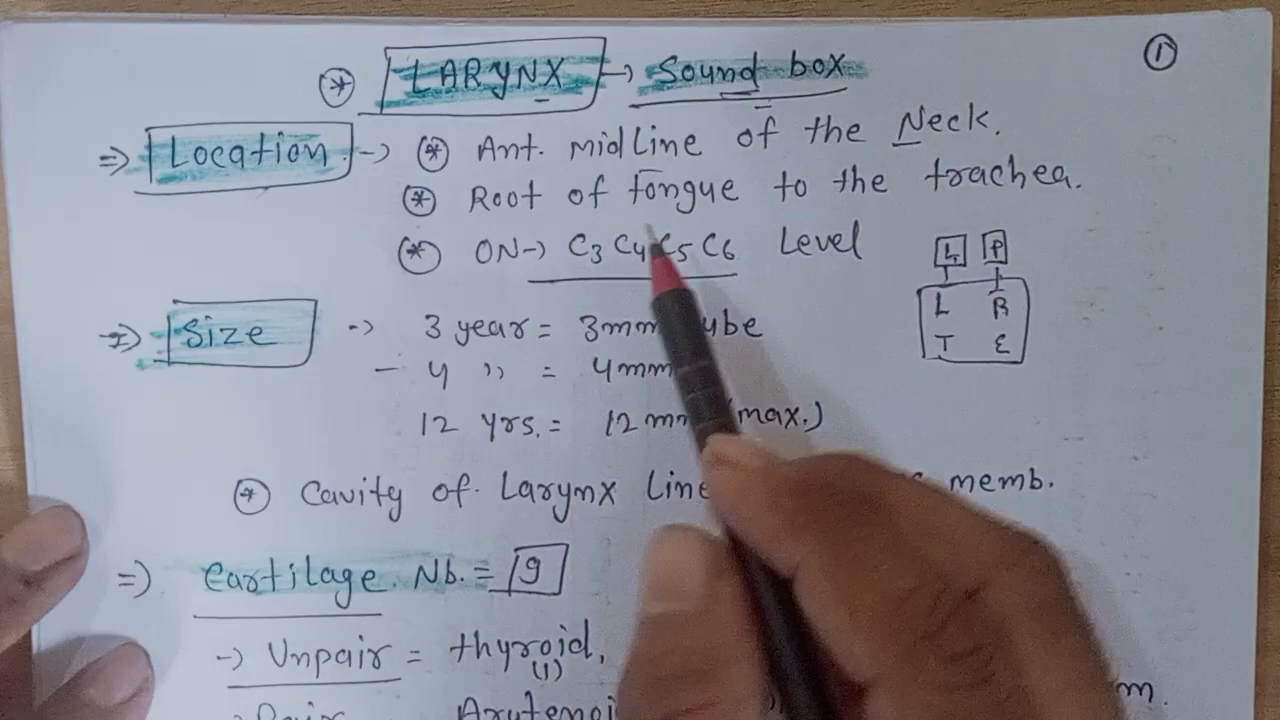 * LARYNX → Sound box
①
⇒ Location → * Ant. midline of the Neck.
* Root of tongue to the trachea.
* ON → C3 C4 C5 C6 Level
L P
L R
T E
⇒ Size → 3 year = 3mm
- 4 ,, = 4mm
12 yrs. = 12 (max.)
* Cavity of Larynx memb.
⇒ Cartilage Nb. = 9
→ Unpair = thyroid,
(1)